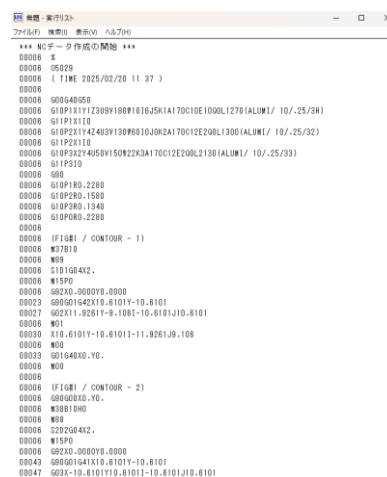 無題 - 実行リスト
ファイル(F) 検索(I) 表示(V) ヘルプ(H)
*** NCデータ作成の開始 ***
00006 %
00006 O5029
00006 ( TIME 2025/02/20 11 37 )
00006
00006 G00G40G50
00006 G10P1X1Y1Z3U9V180W10I6J5K1A170C10E10Q0L1270(ALUMI/ 10/.25/3H)
00006 G11P1X1I0
00006 G10P2X1Y4Z4U3V130W60I0J0K2A170C12E2Q0L1300(ALUMI/ 10/.25/32)
00006 G11P2X1I0
00006 G10P3X2Y4U50V150W22K3A170C12E2Q0L2130(ALUMI/ 10/.25/33)
00006 G11P3I0
00006 G90
00006 G10P1R0.2280
00006 G10P2R0.1580
00006 G10P3R0.1340
00006 G10P0R0.2280
00006
00006 (FIG#1 / CONTOUR - 1)
00006 M37B10
00006 M89
00006 S1D1G04X2.
00006 M15P0
00006 G92X0.0000Y0.0000
00023 G90G01G42X10.6101Y-10.6101
00027 G02X11.9261Y-9.106I-10.6101J10.6101
00006 M01
00030 X10.6101Y-10.6101I-11.9261J9.106
00006 M00
00033 G01G40X0.Y0.
00006 M00
00006
00006 (FIG#1 / CONTOUR - 2)
00006 G90G00X0.Y0.
00006 M38B10H0
00006 M80
00006 S2D2G04X2.
00006 M15P0
00006 G92X0.0000Y0.0000
00043 G90G01G41X10.6101Y-10.6101
00047 G03X-10.6101Y10.6101I-10.6101J10.6101